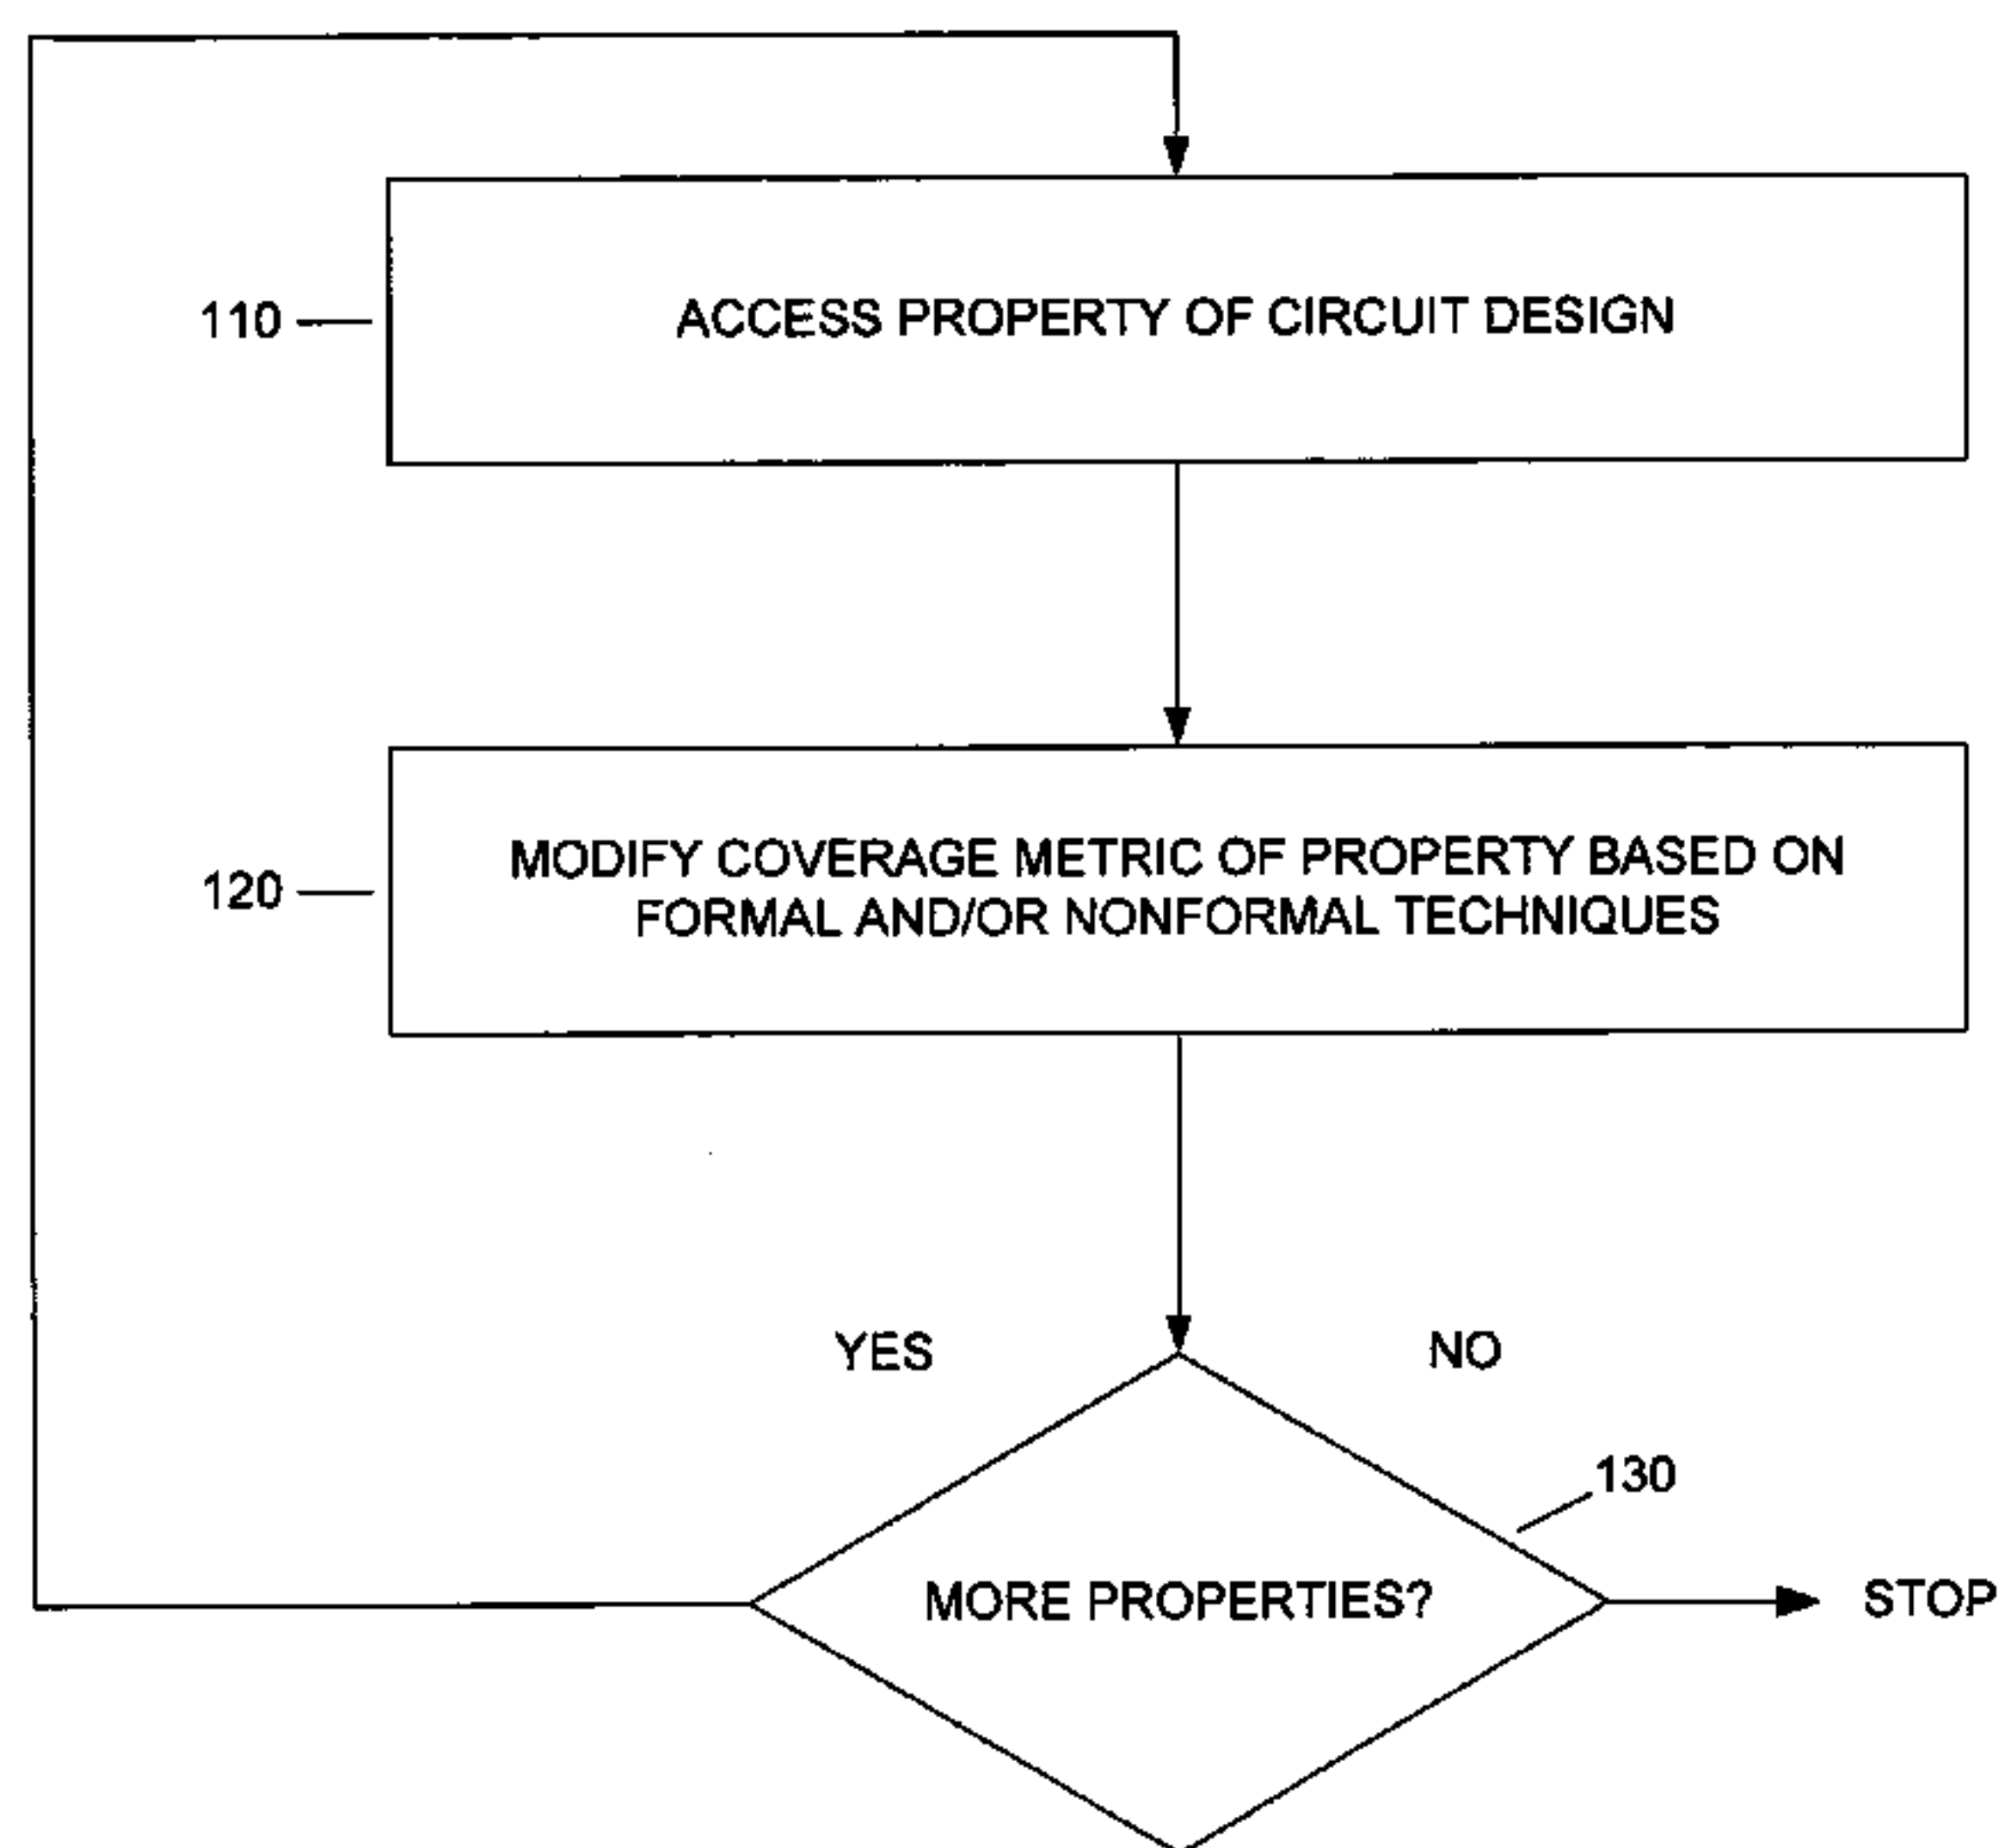 110
ACCESS PROPERTY OF CIRCUIT DESIGN
120
MODIFY COVERAGE METRIC OF PROPERTY BASED ON
FORMAL AND/OR NONFORMAL TECHNIQUES
YES
NO
130
MORE PROPERTIES?
STOP